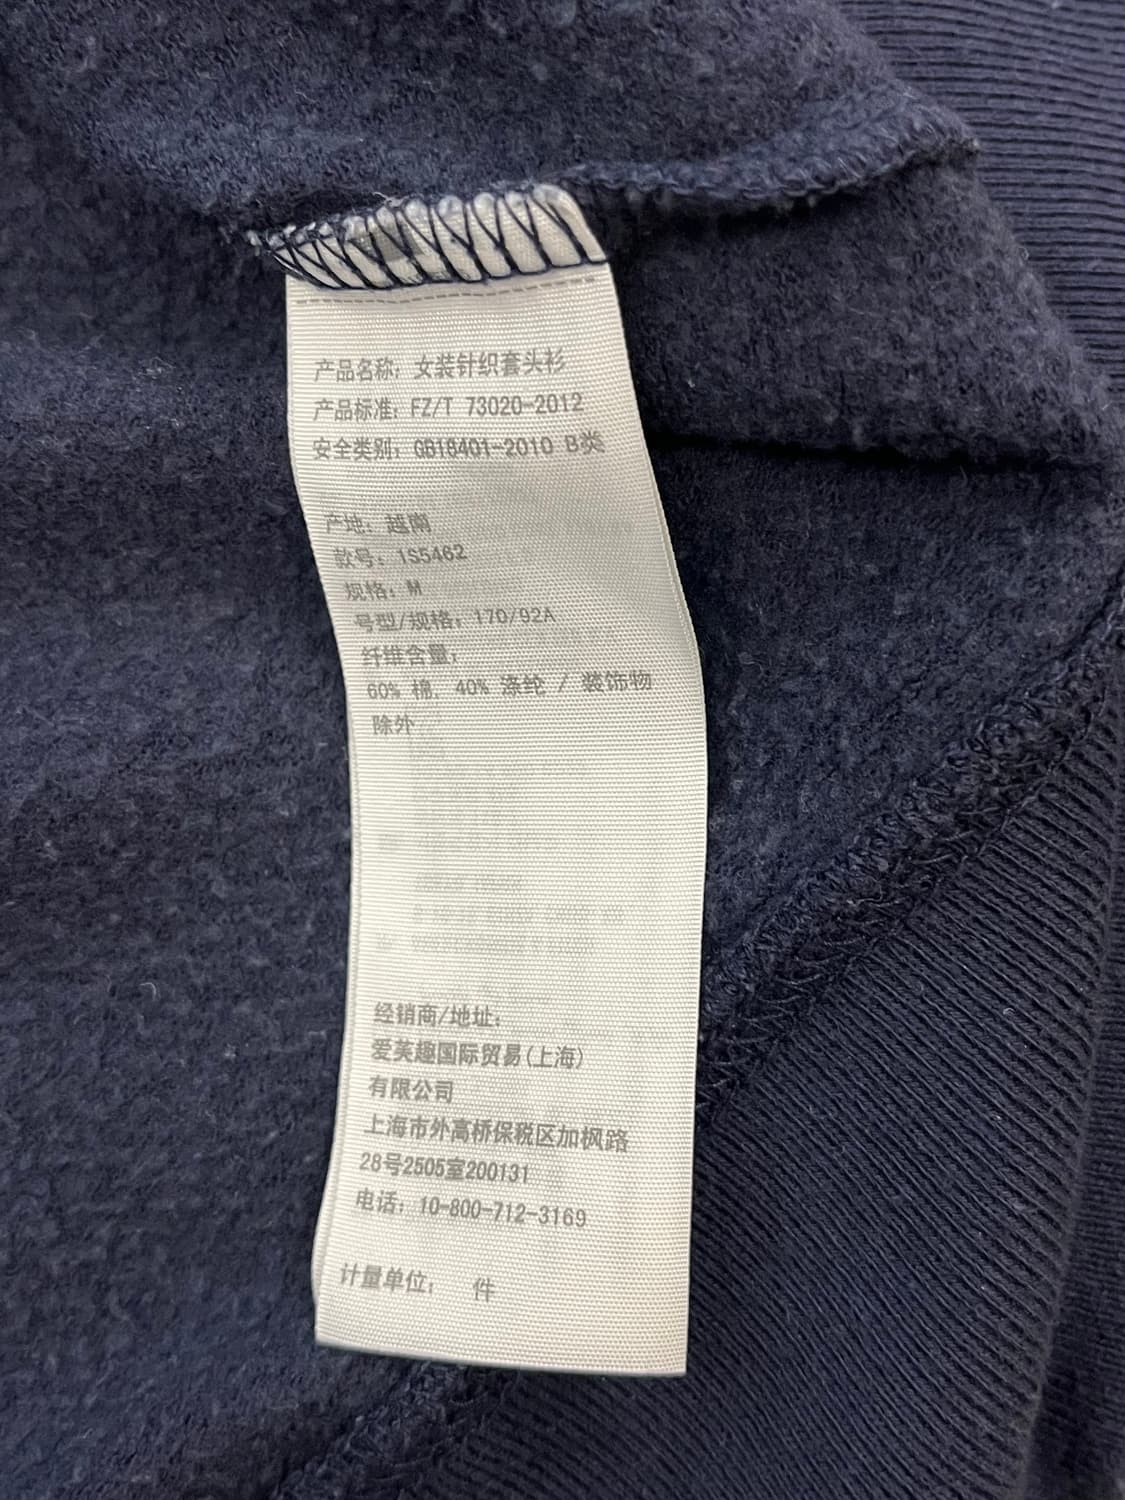 产品名称：女装针织套头衫
产品标准：FZ/T 73020-2012
安全类别：GB18401-2010 B类
产地：越南
款号：1S5462
规格：M
号型/规格：170/92A
纤维含量：
60% 棉, 40% 涤纶 / 装饰物
除外
经销商/地址：
爱芙趣国际贸易(上海)
有限公司
上海市外高桥保税区加枫路
28号2505室200131
电话：10-800-712-3169
计量单位： 件